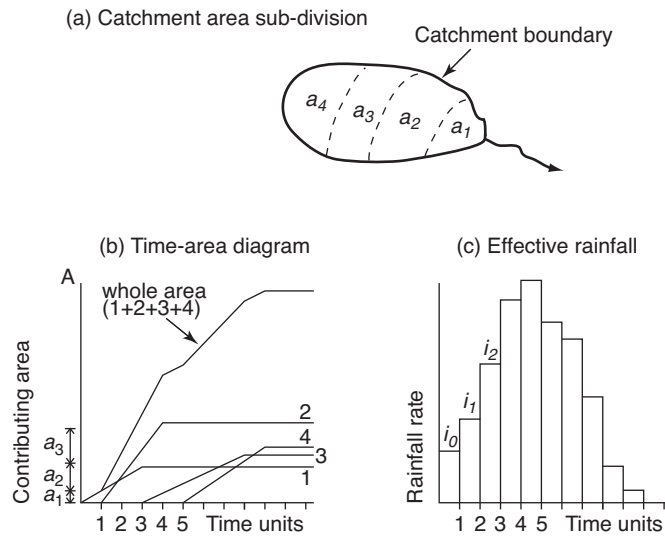 (a) Catchment area sub-division
Catchment boundary
a4
a3
a2
a1
(b) Time-area diagram
A
whole area
(1+2+3+4)
Contributing area
a3
a2
a1
2
4
3
1
1 2 3 4 5 Time units
(c) Effective rainfall
Rainfall rate
i0
i1
i2
1 2 3 4 5 Time units